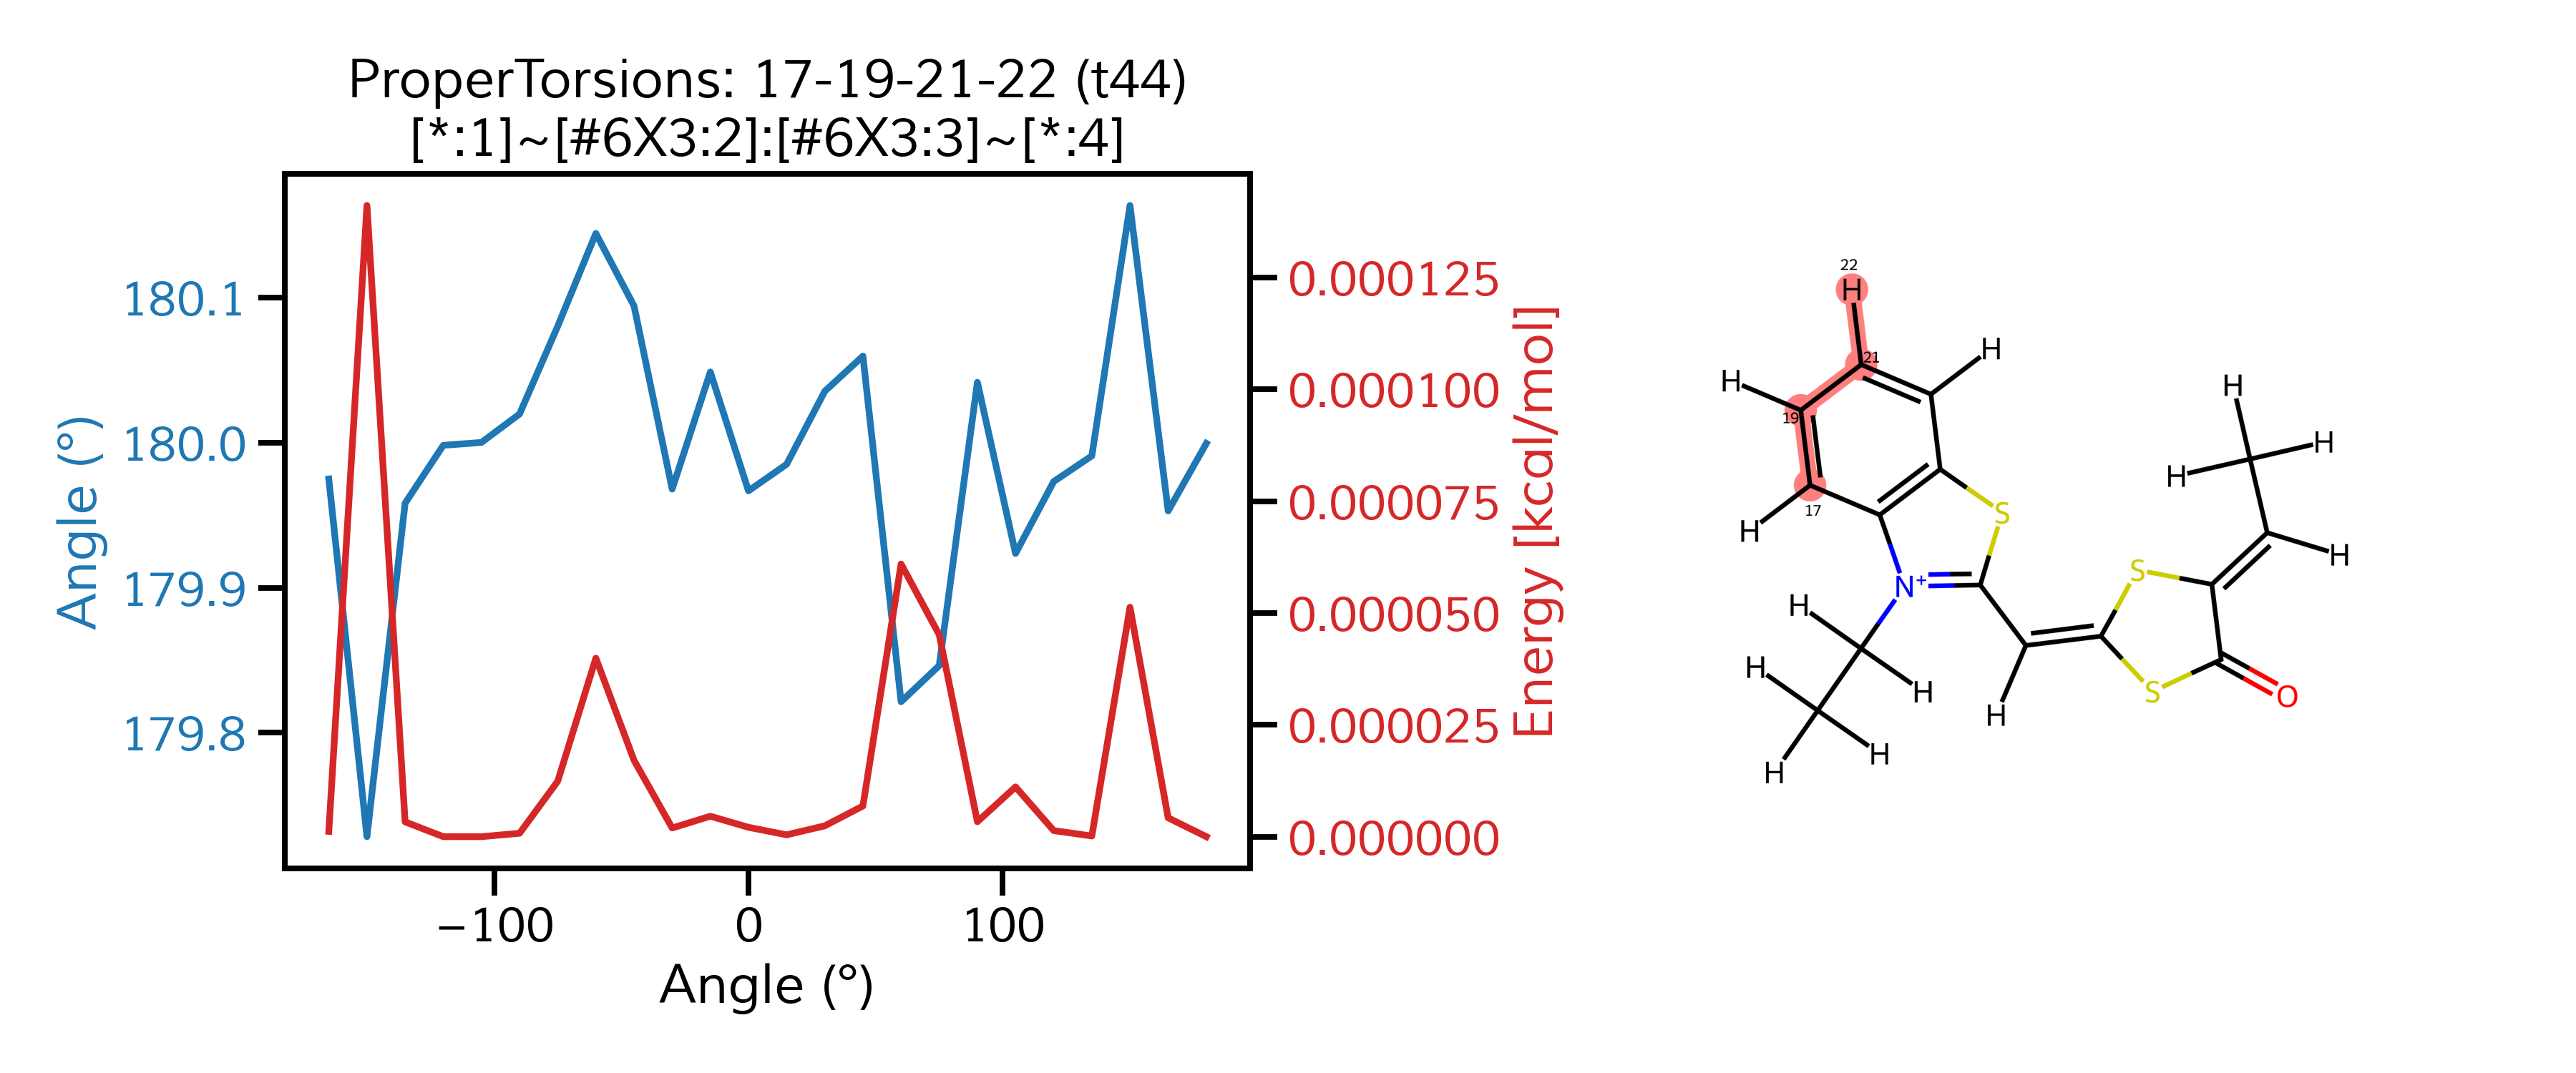 ProperTorsions: 17-19-21-22 (t44)
[*:1]~[#6X3:2]:[#6X3:3]~[*:4]
180.1
180.0
179.9
179.8
Angle (°)
−100
0
100
Angle (°)
0.000125
0.000100
0.000075
0.000050
0.000025
0.000000
Energy [kcal/mol]
22
H
21
H
H
H
19
H
H
17
H
S
H
S
H
N+
H
H
H
S
O
H
H
H